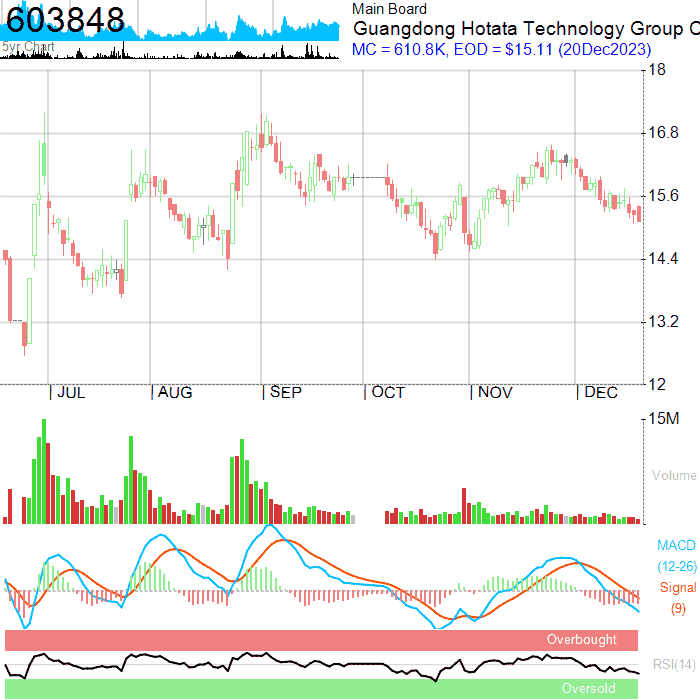 603848
5yr Chart
Main Board
Guangdong Hotata Technology Group C
MC = 610.8K, EOD = $15.11 (20Dec2023)
18
16.8
15.6
14.4
13.2
12
JUL AUG SEP OCT NOV DEC
15M
Volume
MACD
(12-26)
Signal
(9)
Overbought
RSI(14)
Oversold